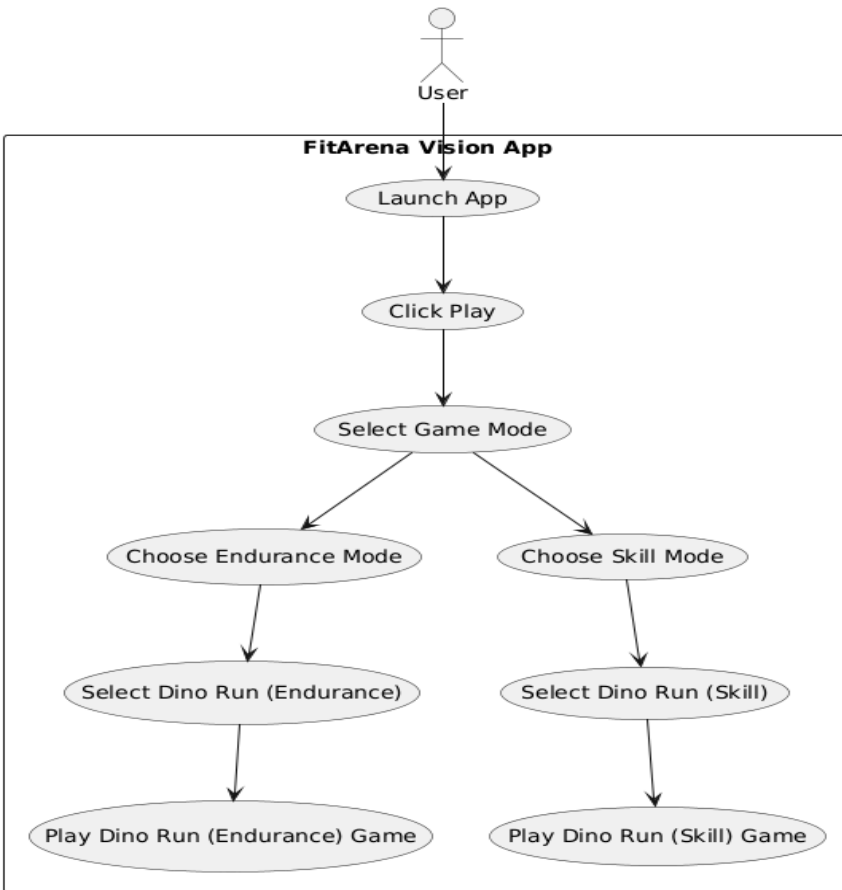 User
FitArena Vision App
Launch App
Click Play
Select Game Mode
Choose Endurance Mode
Choose Skill Mode
Select Dino Run (Endurance)
Select Dino Run (Skill)
Play Dino Run (Endurance) Game
Play Dino Run (Skill) Game